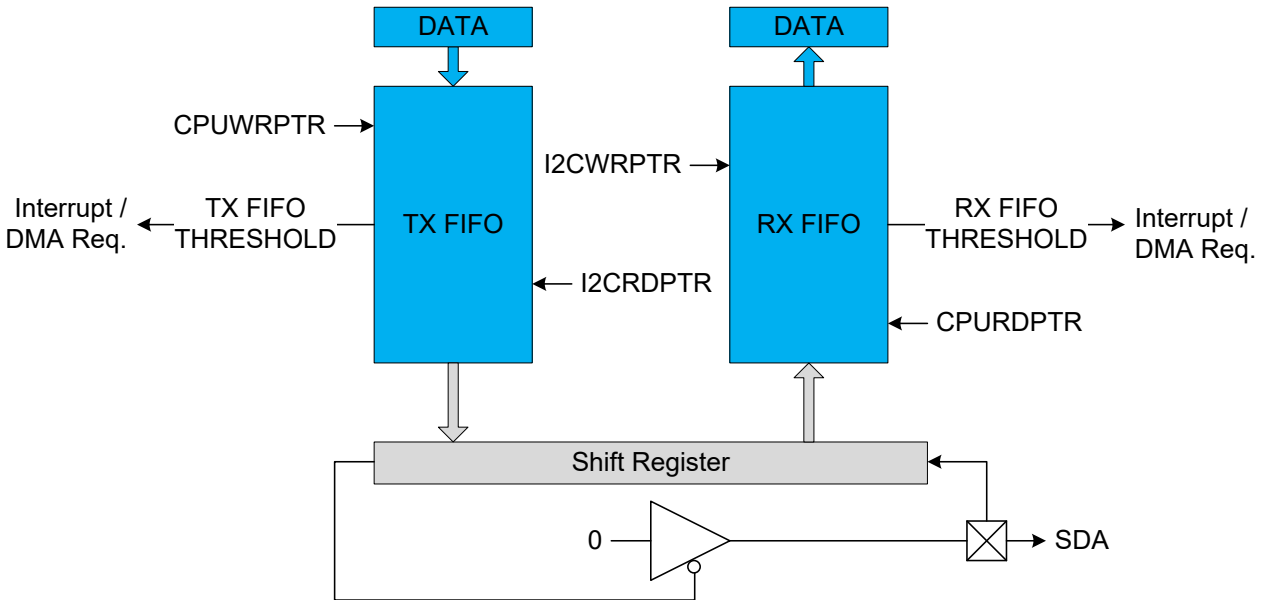 DATA
DATA
CPUWRPTR
I2CWRPTR
Interrupt /
DMA Req.
TX FIFO
THRESHOLD
TX FIFO
RX FIFO
RX FIFO
THRESHOLD
Interrupt /
DMA Req.
I2CRDPTR
CPURDPTR
Shift Register
0
SDA